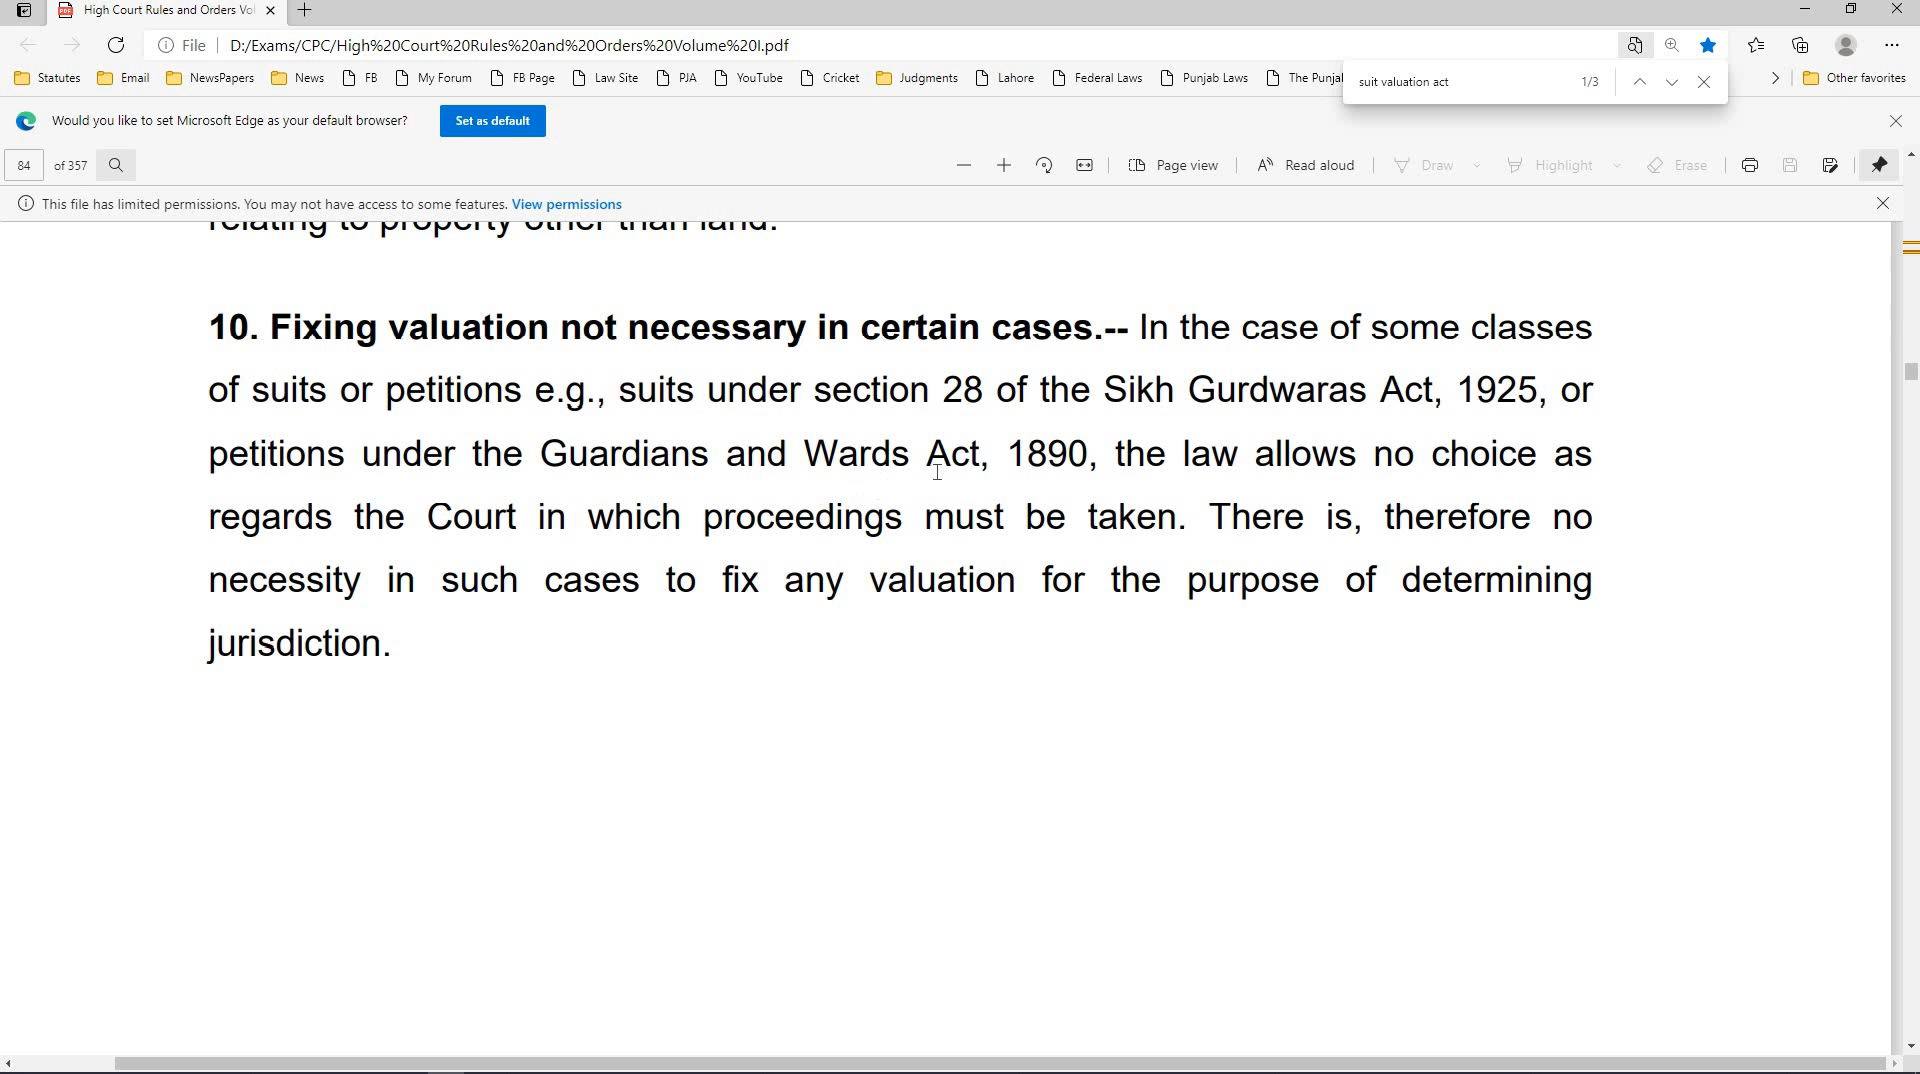 High Court Rules and Orders Vol
File
D:/Exams/CPC/High%20Court%20Rules%20and%20Orders%20Volume%20I.pdf
Statutes Email NewsPapers News FB My Forum FB Page Law Site PJA YouTube Cricket Judgments Lahore Federal Laws Punjab Laws The Punjal Other favorites
suit valuation act 1/3
Would you like to set Microsoft Edge as your default browser? Set as default
84 of 357 Page view Read aloud Draw Highlight Erase
This file has limited permissions. You may not have access to some features. View permissions
relating to property other than land.
10. Fixing valuation not necessary in certain cases.-- In the case of some classes
of suits or petitions e.g., suits under section 28 of the Sikh Gurdwaras Act, 1925, or
petitions under the Guardians and Wards Act, 1890, the law allows no choice as
regards the Court in which proceedings must be taken. There is, therefore no
necessity in such cases to fix any valuation for the purpose of determining
jurisdiction.